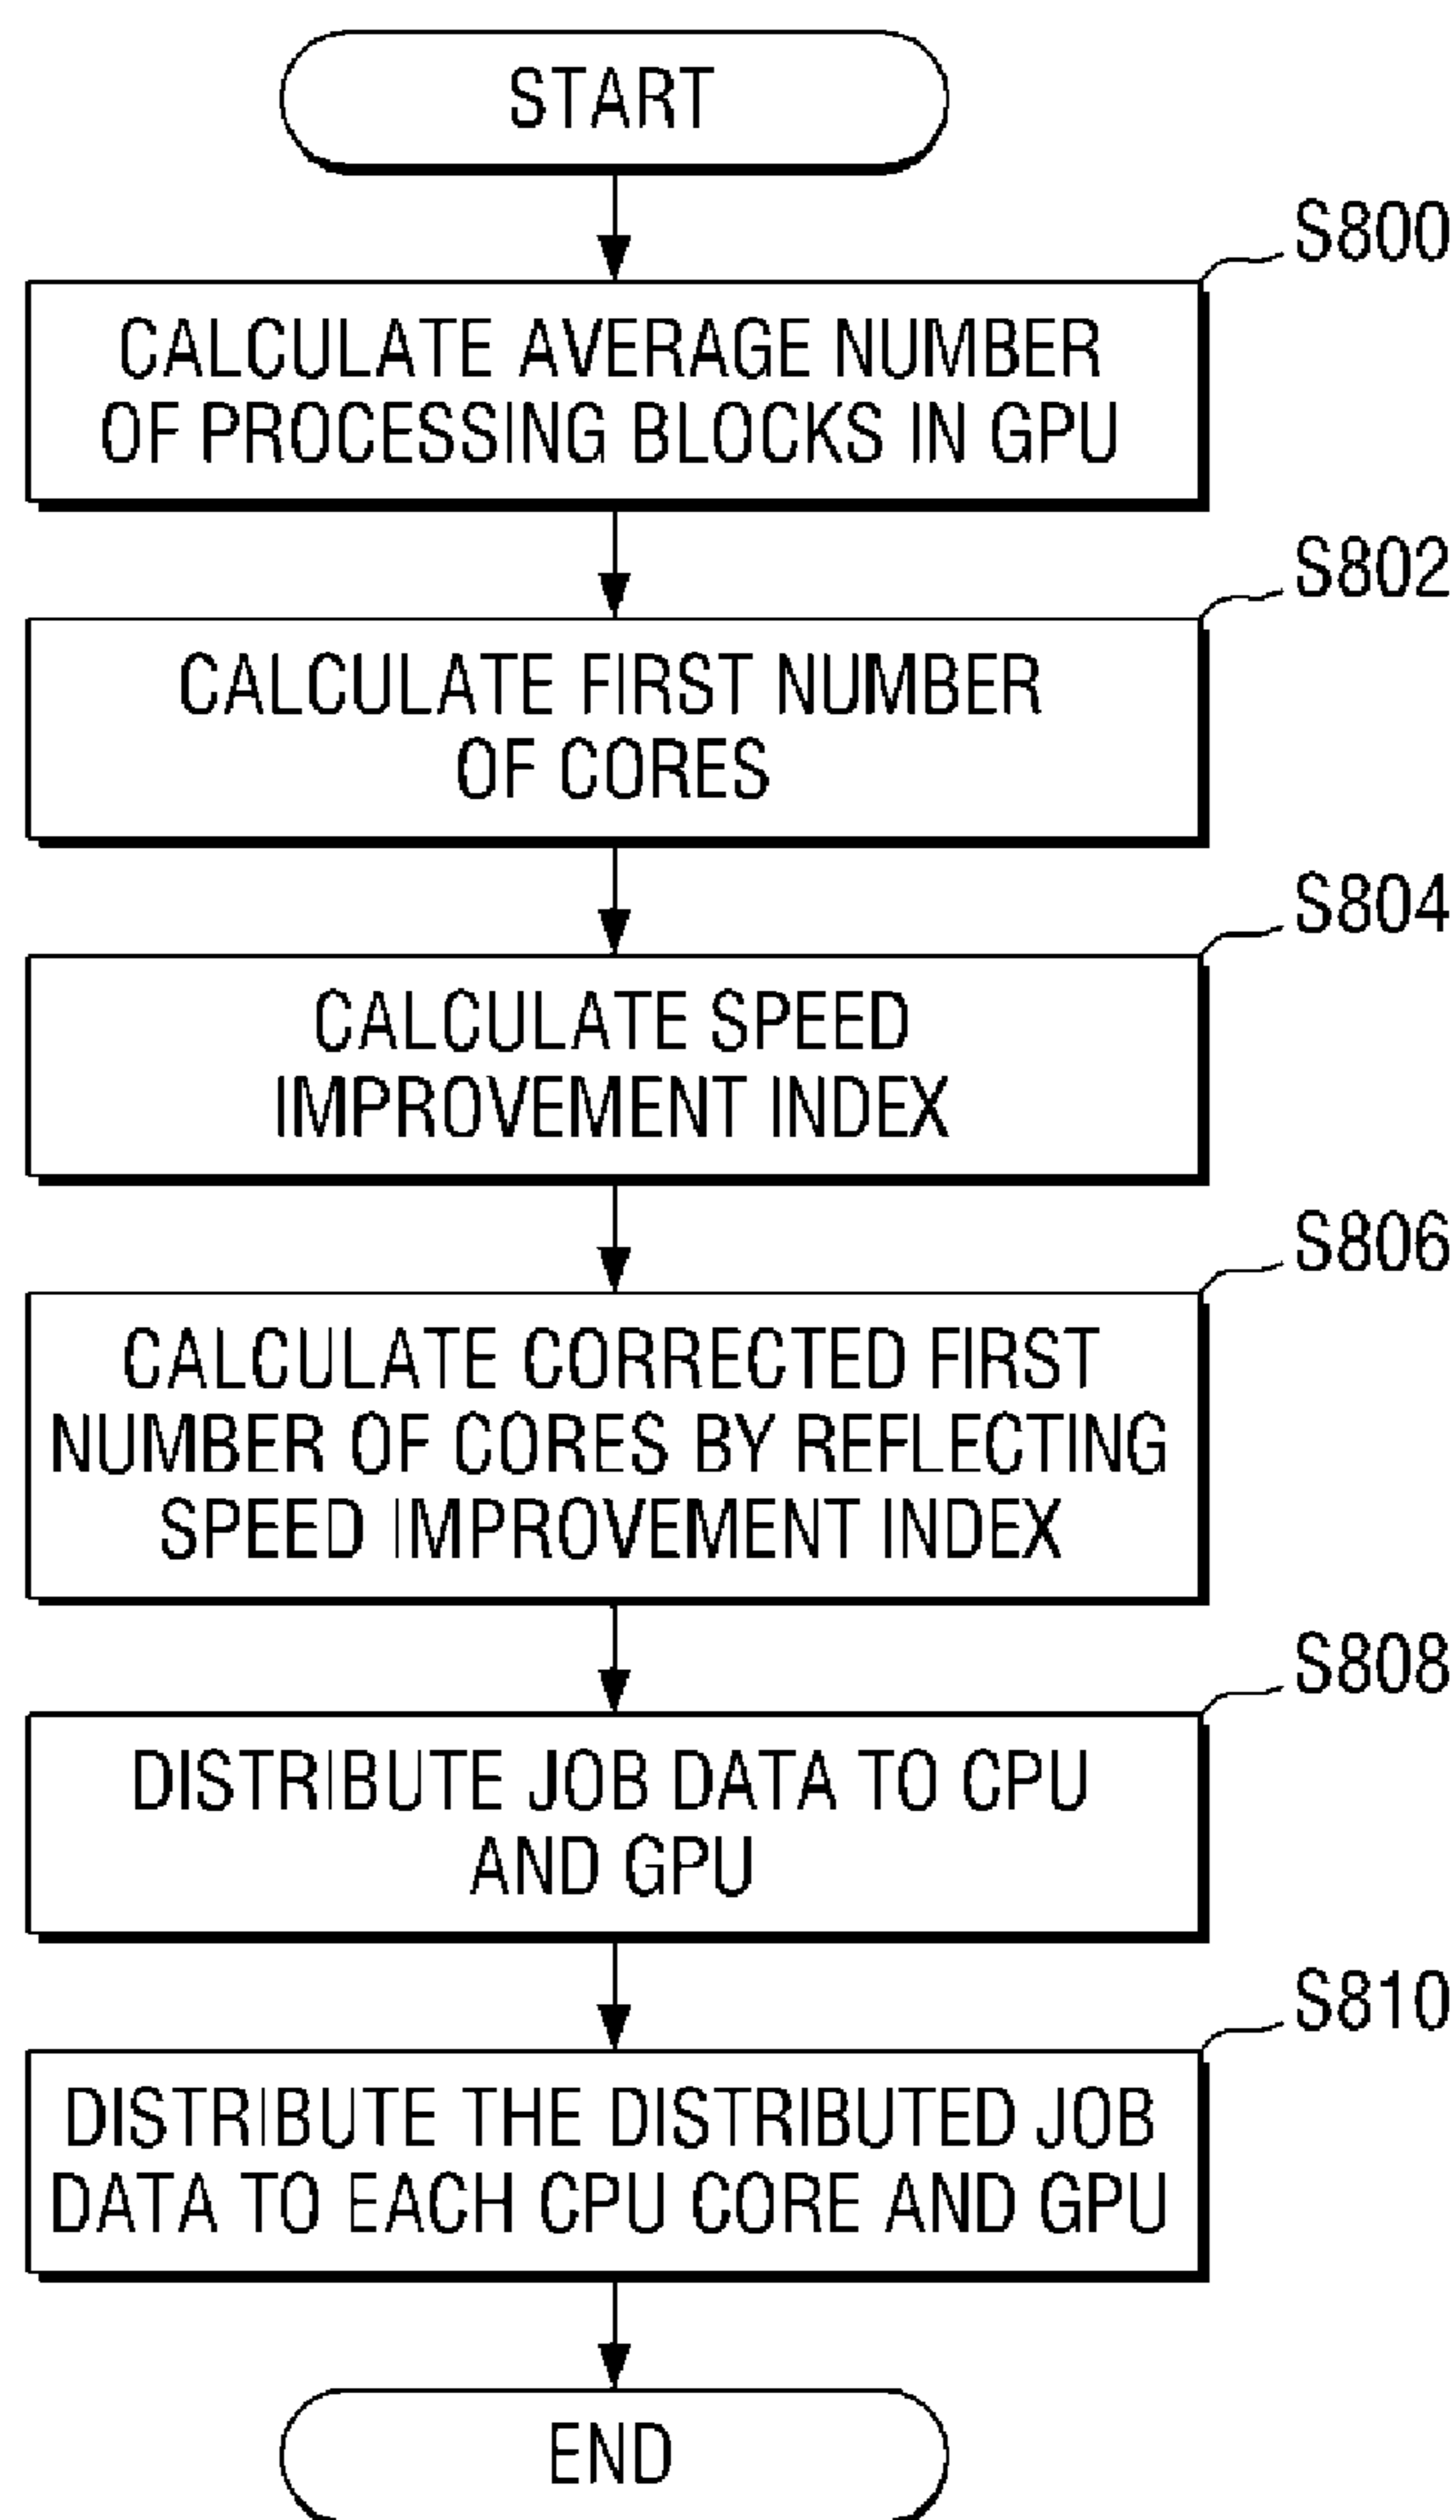 START
S800
CALCULATE AVERAGE NUMBER
OF PROCESSING BLOCKS IN GPU
S802
CALCULATE FIRST NUMBER
OF CORES
S804
CALCULATE SPEED
IMPROVEMENT INDEX
S806
CALCULATE CORRECTED FIRST
NUMBER OF CORES BY REFLECTING
SPEED IMPROVEMENT INDEX
S808
DISTRIBUTE JOB DATA TO CPU
AND GPU
S810
DISTRIBUTE THE DISTRIBUTED JOB
DATA TO EACH CPU CORE AND GPU
END